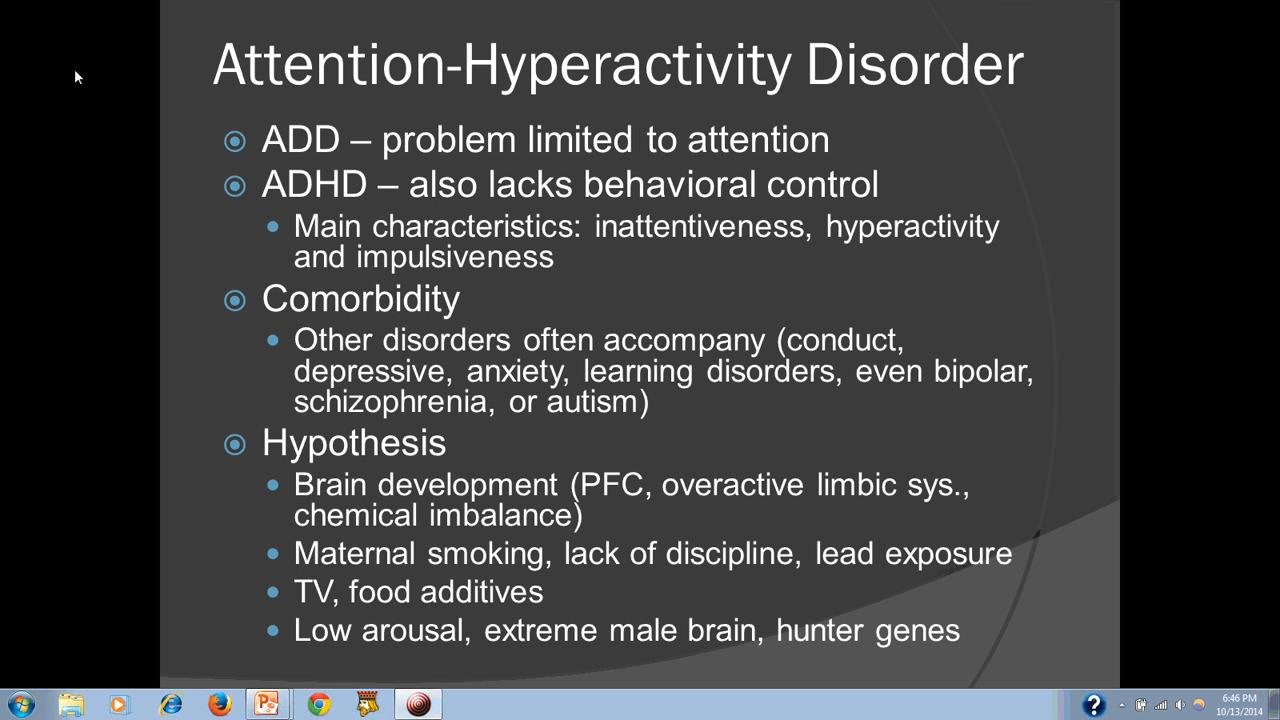 Attention-Hyperactivity Disorder
ADD – problem limited to attention
ADHD – also lacks behavioral control
Main characteristics: inattentiveness, hyperactivity
and impulsiveness
Comorbidity
Other disorders often accompany (conduct,
depressive, anxiety, learning disorders, even bipolar,
schizophrenia, or autism)
Hypothesis
Brain development (PFC, overactive limbic sys.,
chemical imbalance)
Maternal smoking, lack of discipline, lead exposure
TV, food additives
Low arousal, extreme male brain, hunter genes
6:46 PM
10/13/2014